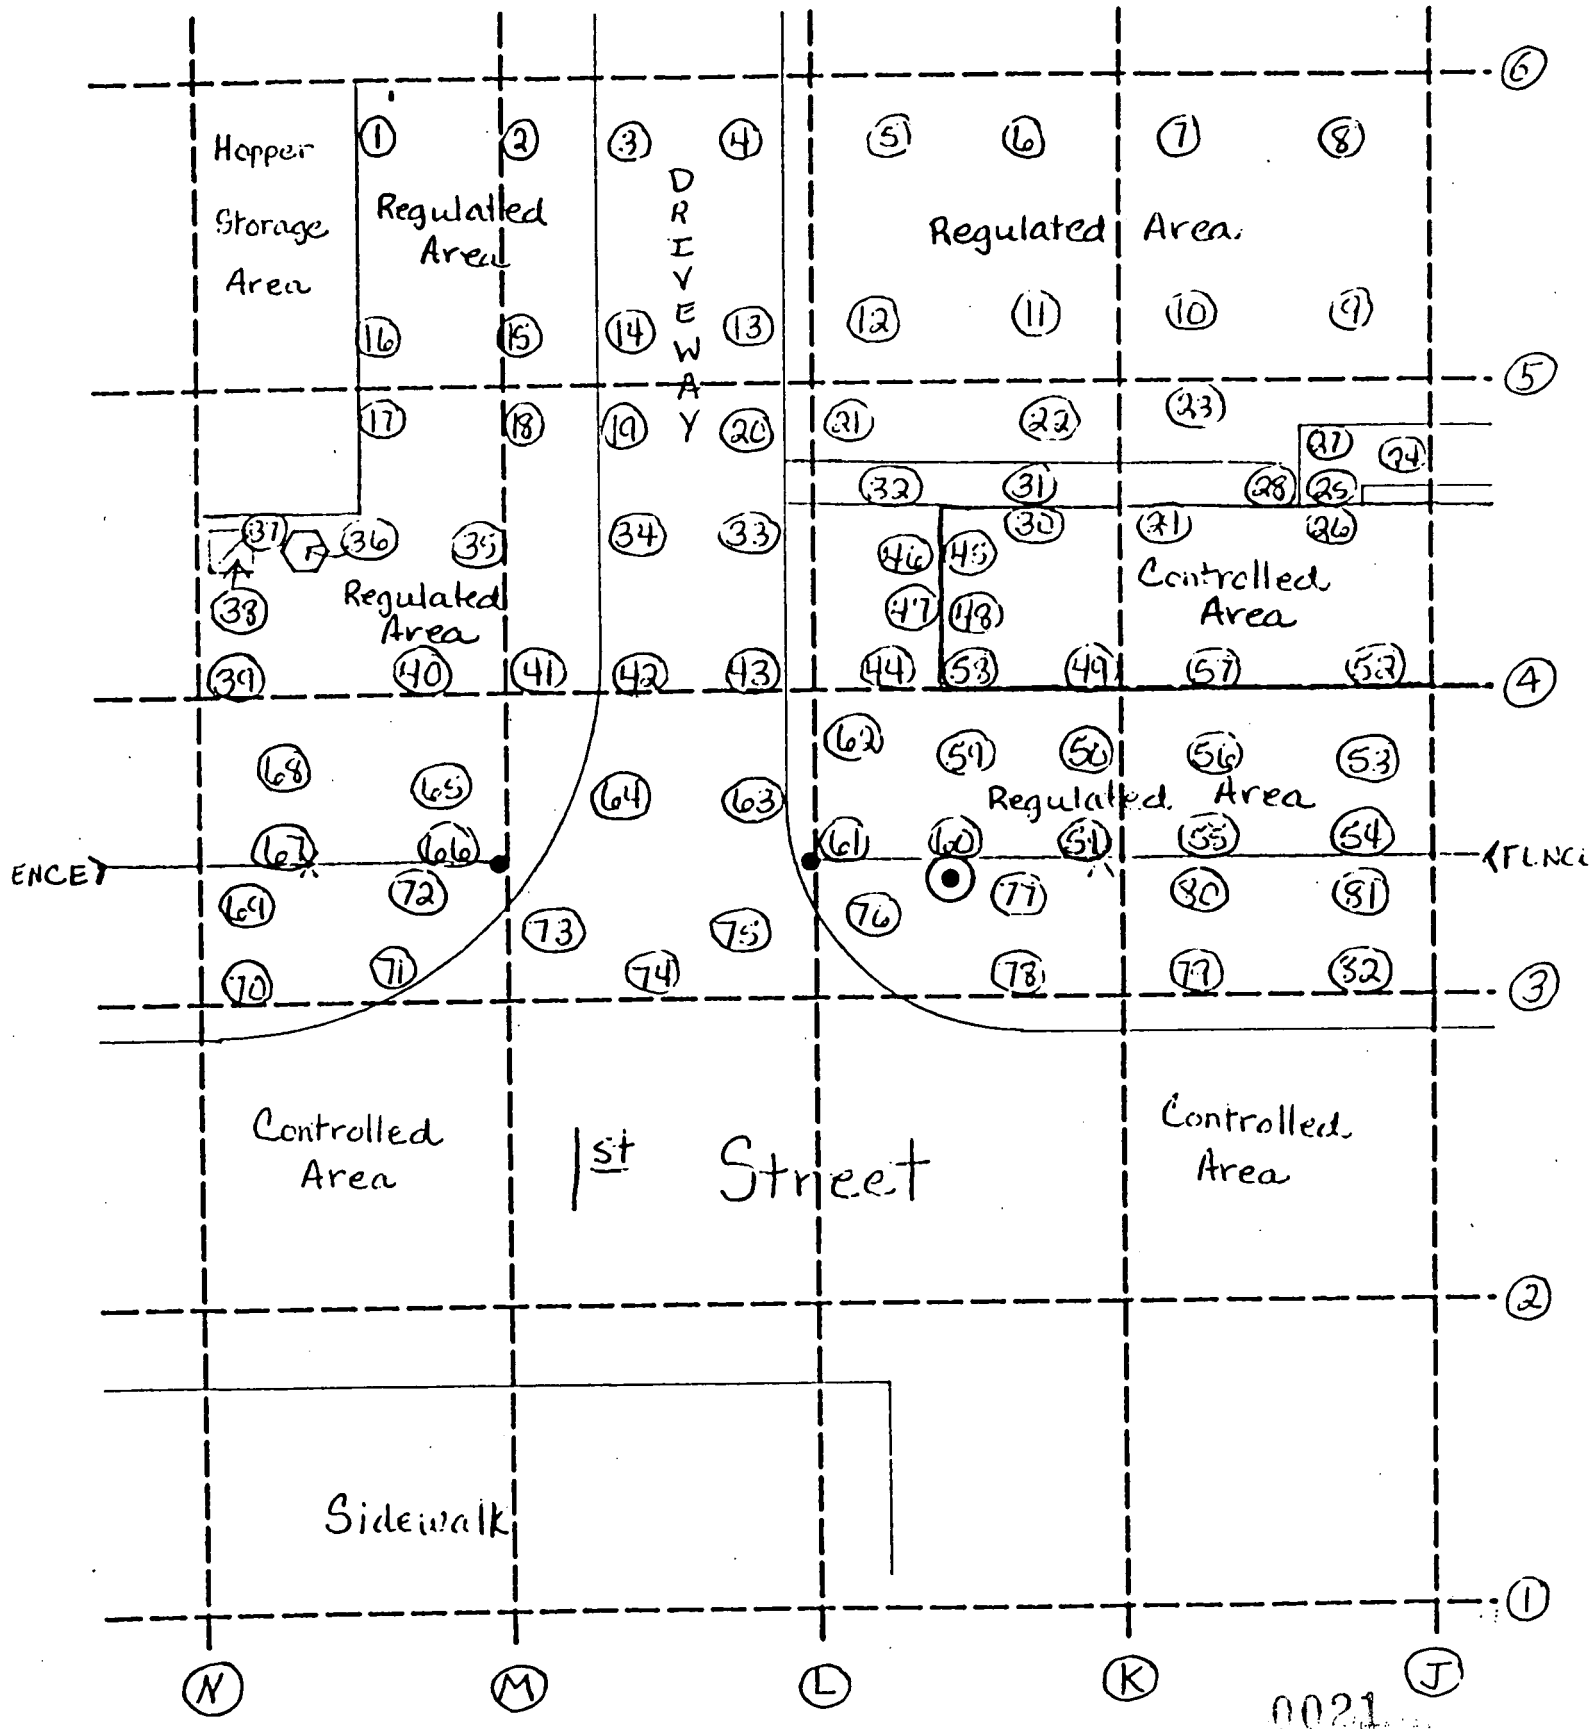 6
1 2 3 4 5 6 7 8
Hopper
Storage
Area
Regulatled
Area
DRIVEWAY
Regulated Area
16 15 14 13 12 11 10 9
5
17 18 19 20 21 22 23
27 24
32 31 28 25
37 36 35 34 33 30 29 26
46 45
Controlled
Area
38
Regulated
Area
47 48
39 40 41 42 43 44 58 49 57 52
4
68 65 64 63 62 59 50 56 53
Regulated Area
67 66 61 60 51 55 54
ENCE
69 72 77 80 81
73 75 76
70 71 74 78 79 82
3
Controlled
Area
1st Street
Controlled
Area
2
Sidewalk
1
N M L K J
0021